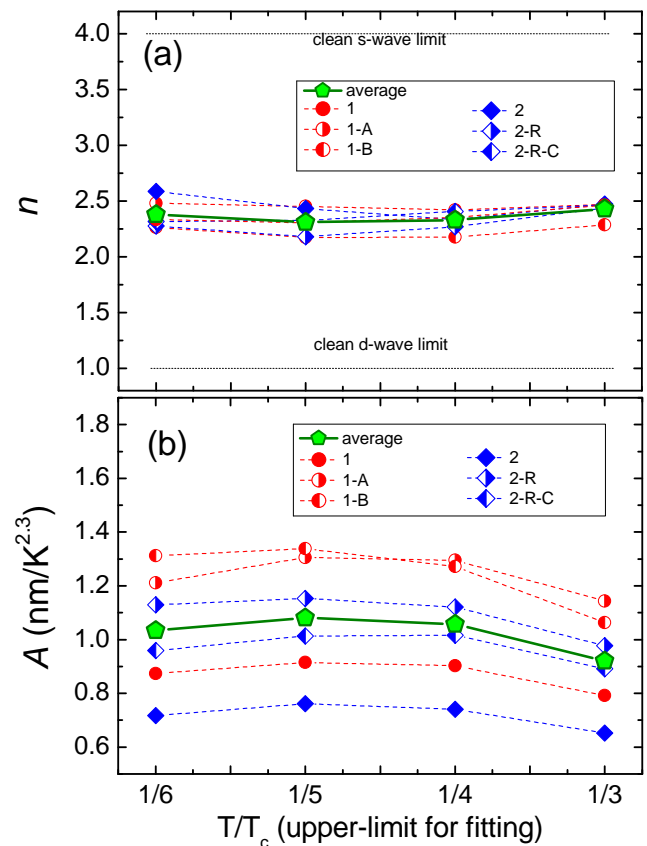 4.0
clean s-wave limit
(a)
3.5
average
1
2
1-A
2-R
3.0
1-B
2-R-C
n
2.5
2.0
1.5
clean d-wave limit
1.0
1.8
(b)
average
1
2
1.6
1-A
2-R
1-B
2-R-C
1.4
A (nm/K^2.3)
1.2
1.0
0.8
0.6
1/6 1/5 1/4 1/3
T/T_c (upper-limit for fitting)